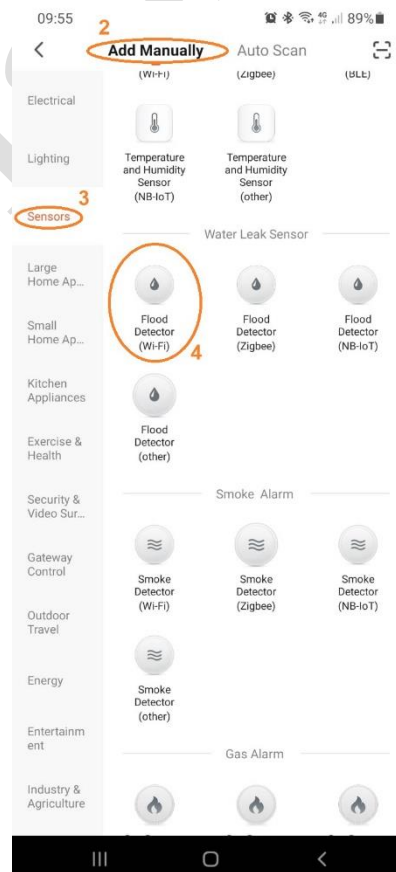 09:55
4G
89%
2
Add Manually
Auto Scan
(Wi-Fi)
(Zigbee)
(BLE)
Electrical
Lighting
3
Sensors
Large
Home Ap...
Small
Home Ap...
Kitchen
Appliances
Exercise &
Health
Security &
Video Sur...
Gateway
Control
Outdoor
Travel
Energy
Entertainm
ent
Industry &
Agriculture
Temperature
and Humidity
Sensor
(NB-IoT)
Temperature
and Humidity
Sensor
(other)
Water Leak Sensor
Flood
Detector
(Wi-Fi)
4
Flood
Detector
(Zigbee)
Flood
Detector
(NB-IoT)
Flood
Detector
(other)
Smoke Alarm
Smoke
Detector
(Wi-Fi)
Smoke
Detector
(Zigbee)
Smoke
Detector
(NB-IoT)
Smoke
Detector
(other)
Gas Alarm